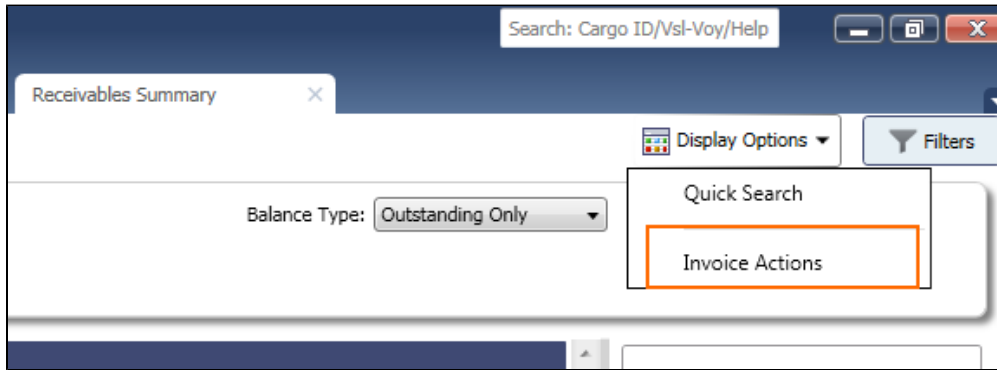 Search: Cargo ID/Vsl-Voy/Help
Receivables Summary
Display Options
Filters
Quick Search
Balance Type: Outstanding Only
Invoice Actions